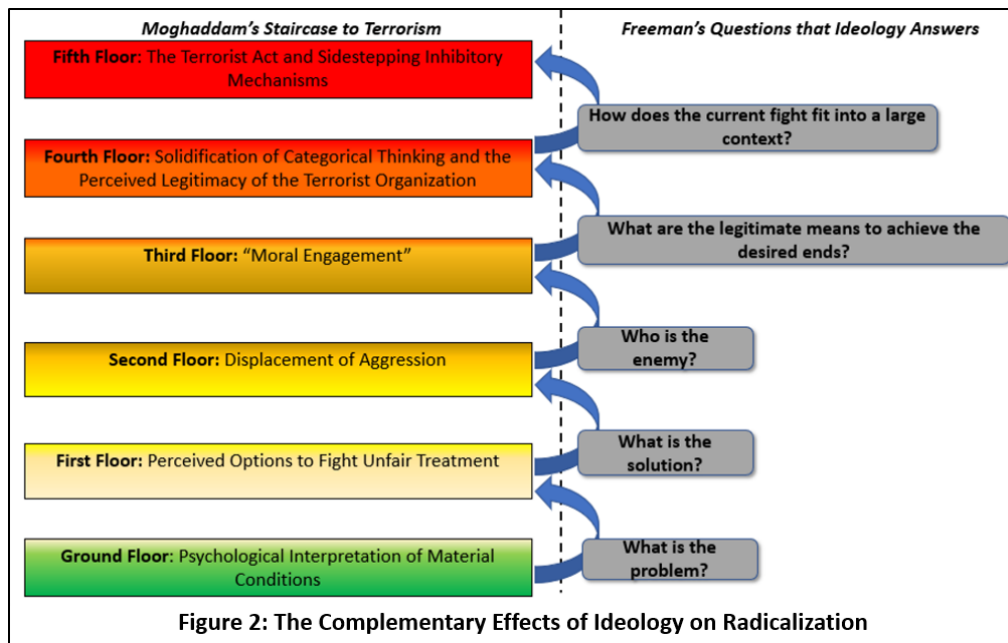 Moghaddam's Staircase to Terrorism
Freeman's Questions that Ideology Answers
Fifth Floor: The Terrorist Act and Sidestepping Inhibitory
Mechanisms
How does the current fight fit into a large
context?
Fourth Floor: Solidification of Categorical Thinking and the
Perceived Legitimacy of the Terrorist Organization
What are the legitimate means to achieve the
desired ends?
Third Floor: “Moral Engagement”
Who is the
enemy?
Second Floor: Displacement of Aggression
What is the
solution?
First Floor: Perceived Options to Fight Unfair Treatment
What is the
problem?
Ground Floor: Psychological Interpretation of Material
Conditions
Figure 2: The Complementary Effects of Ideology on Radicalization